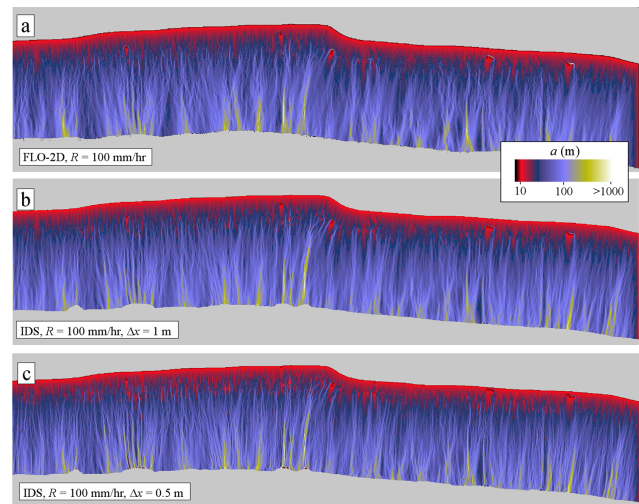 a
FLO-2D, R = 100 mm/hr
a (m)
10 100 >1000
b
IDS, R = 100 mm/hr, Δx = 1 m
c
IDS, R = 100 mm/hr, Δx = 0.5 m